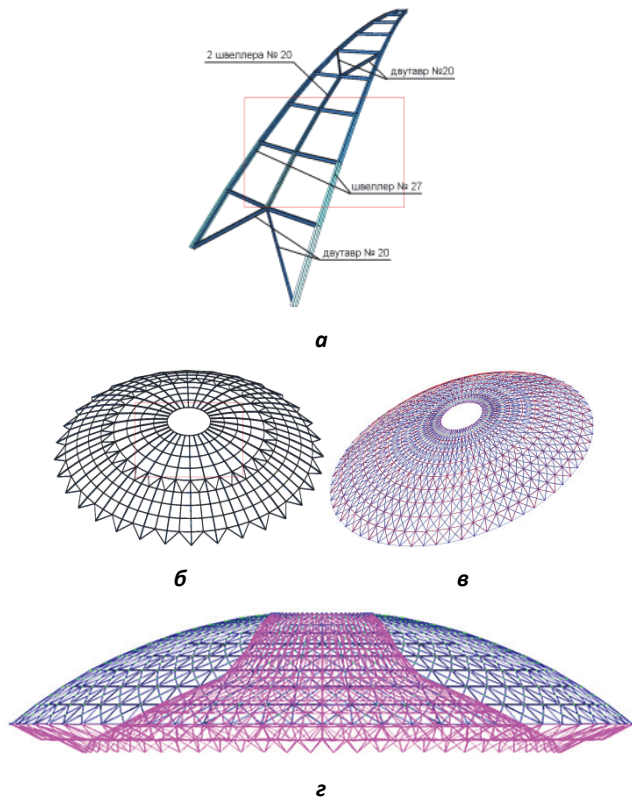 2 швеллера № 20
двутавр №20
швеллер № 27
двутавр № 20
а
б
в
г